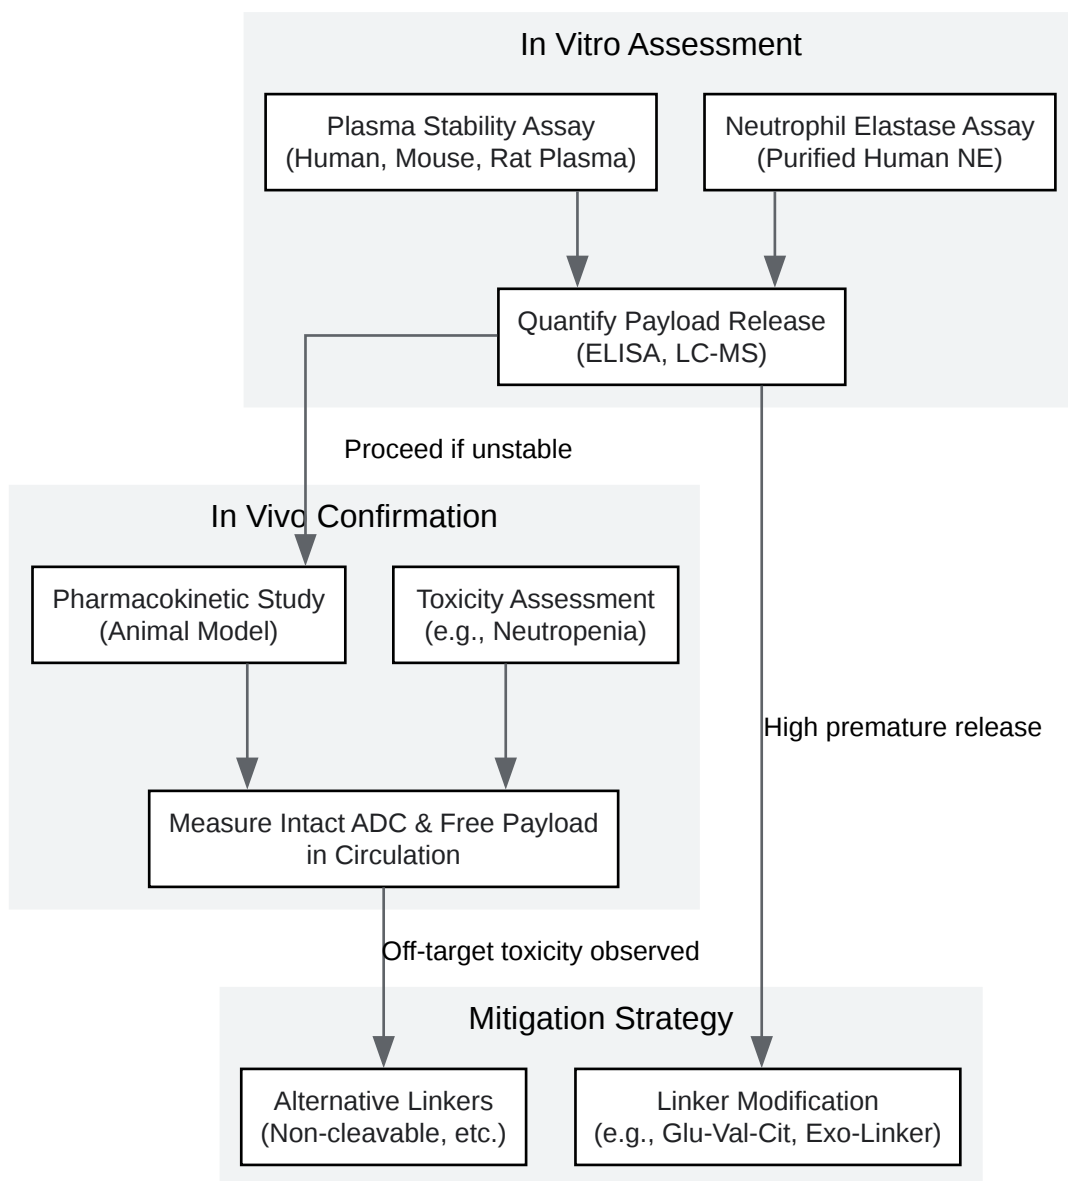 In Vitro Assessment
Plasma Stability Assay
(Human, Mouse, Rat Plasma)
Neutrophil Elastase Assay
(Purified Human NE)
Quantify Payload Release
(ELISA, LC-MS)
Proceed if unstable
In Vivo Confirmation
Pharmacokinetic Study
(Animal Model)
Toxicity Assessment
(e.g., Neutropenia)
High premature release
Measure Intact ADC & Free Payload
in Circulation
Off-target toxicity observed
Mitigation Strategy
Alternative Linkers
(Non-cleavable, etc.)
Linker Modification
(e.g., Glu-Val-Cit, Exo-Linker)